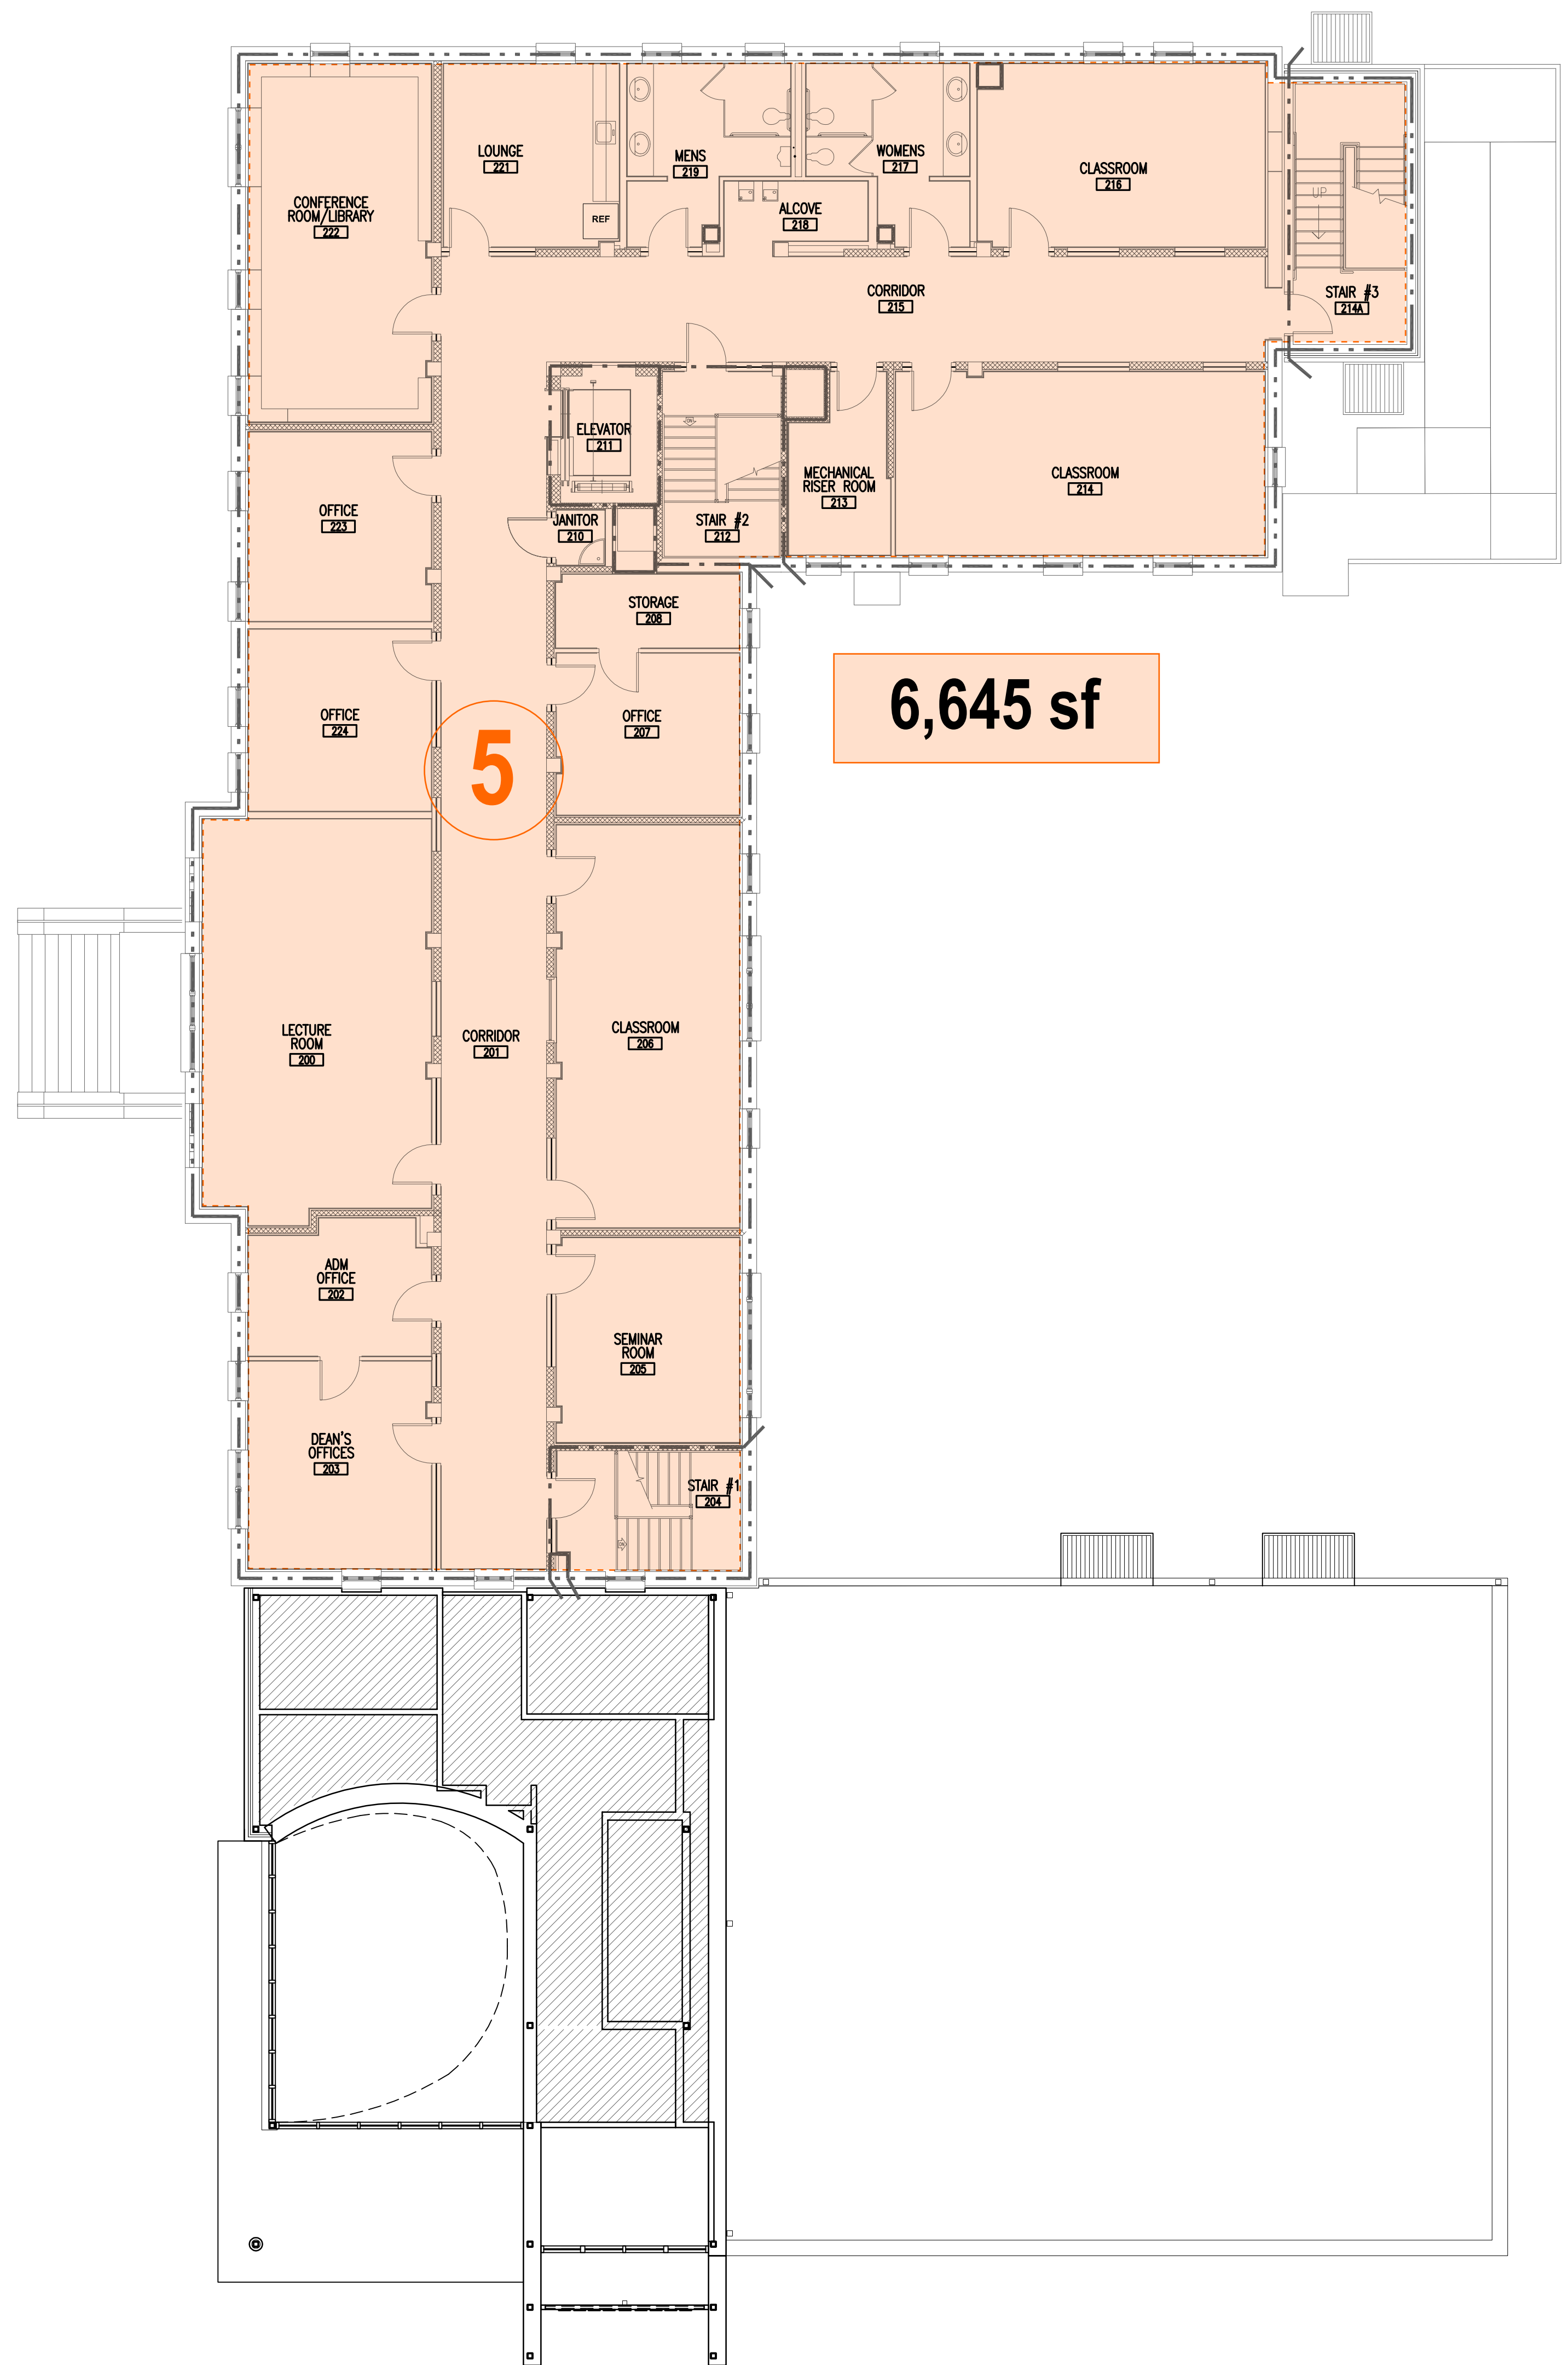 LOUNGE
221
MENS
219
WOMENS
217
CLASSROOM
216
CONFERENCE
ROOM/LIBRARY
222
REF
ALCOVE
218
UP
CORRIDOR
215
STAIR #3
214A
ELEVATOR
211
MECHANICAL
RISER ROOM
213
CLASSROOM
214
OFFICE
223
JANITOR
210
STAIR #2
212
STORAGE
208
OFFICE
224
OFFICE
207
5
6,645 sf
LECTURE
ROOM
200
CORRIDOR
201
CLASSROOM
206
ADM
OFFICE
202
SEMINAR
ROOM
205
DEAN'S
OFFICES
203
STAIR #1
204